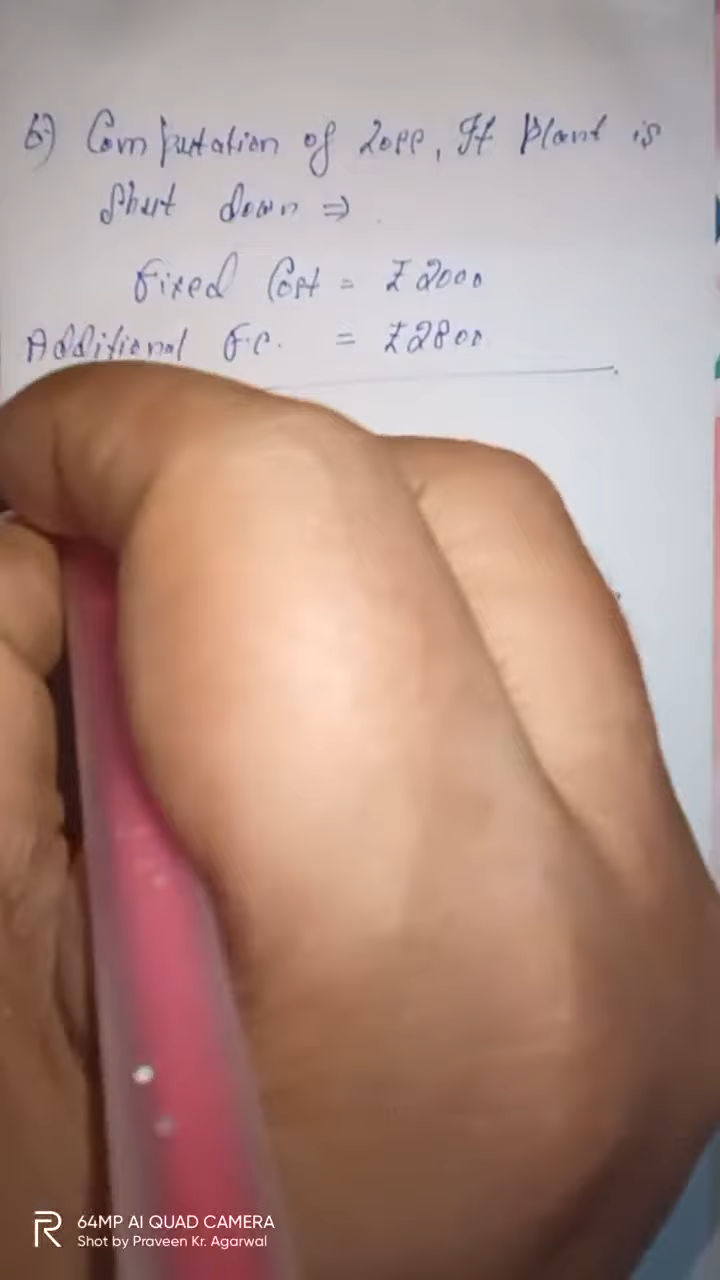 6) Computation of Loss, If Plant is
Shut down ⇒
Fixed Cost = ₹2000
Additional F.C. = ₹2800
64MP AI QUAD CAMERA
Shot by Praveen Kr. Agarwal